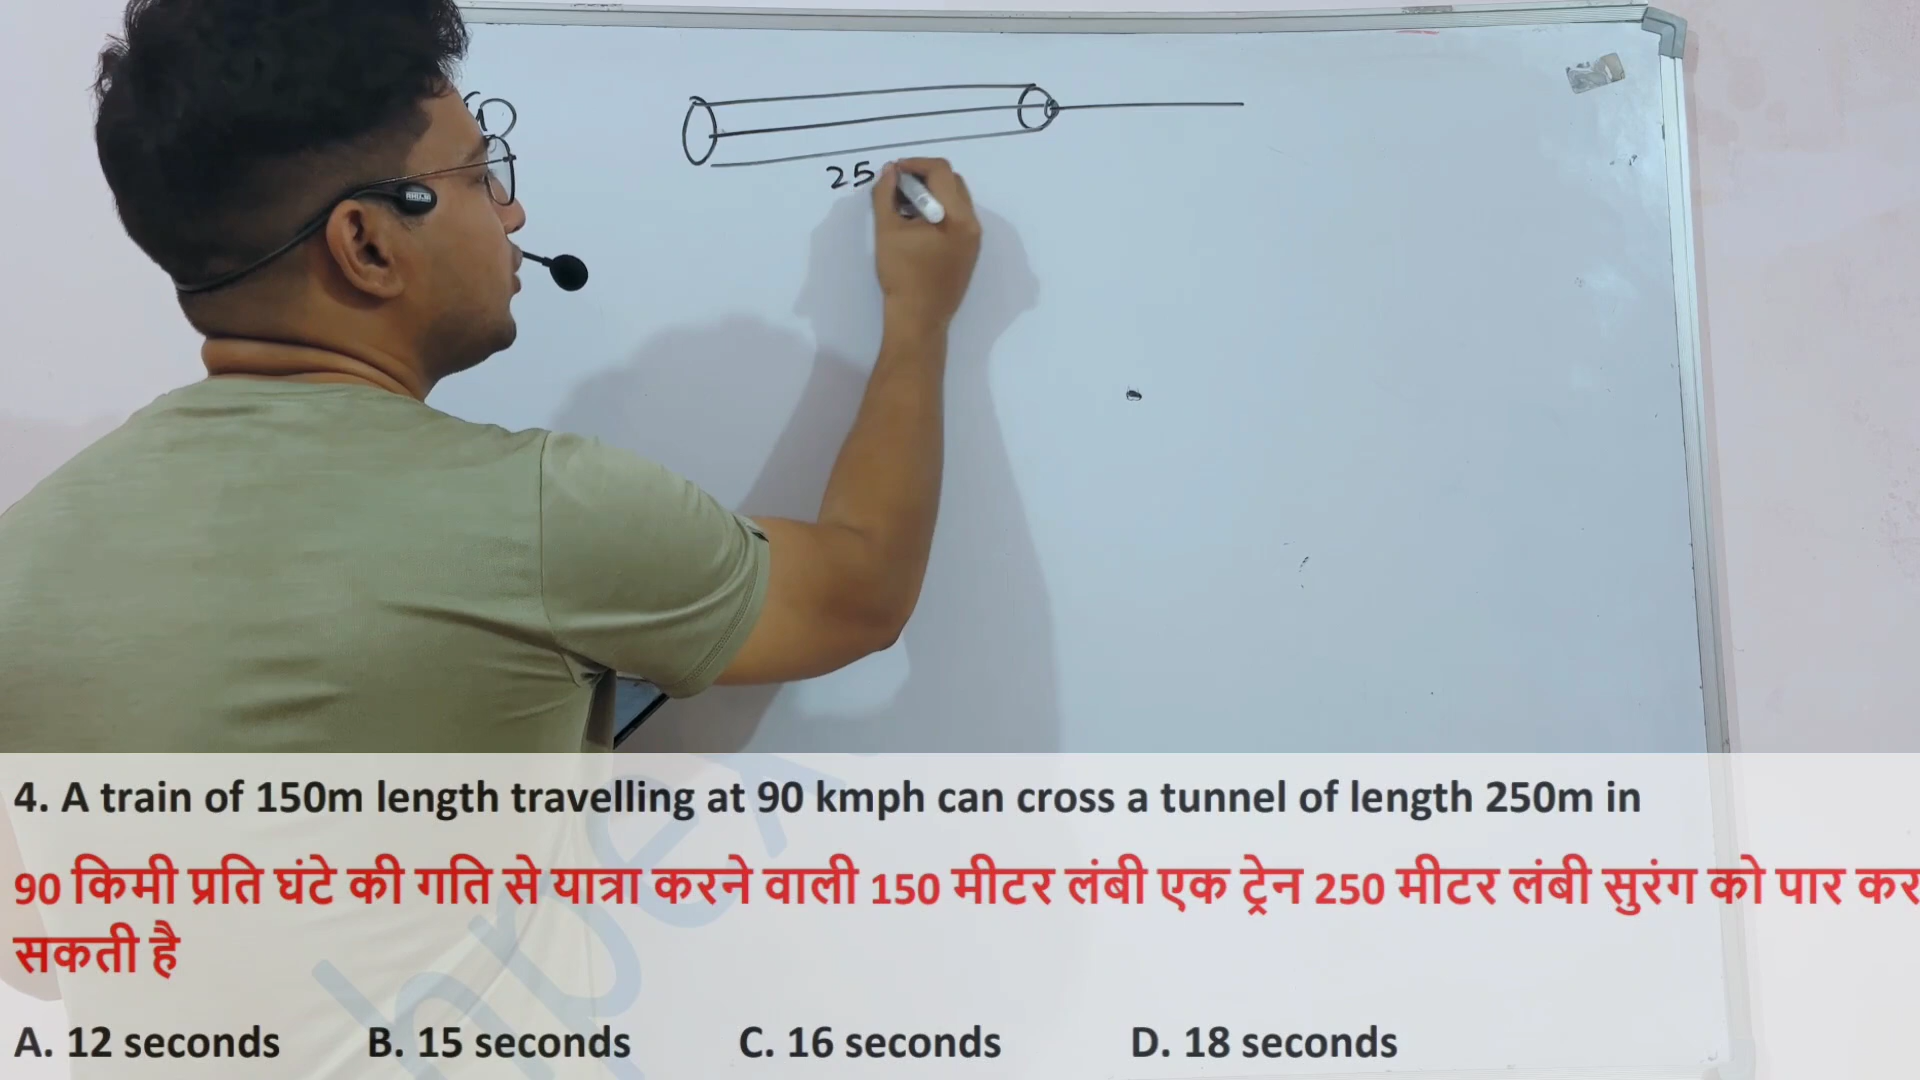 25
4. A train of 150m length travelling at 90 kmph can cross a tunnel of length 250m in
90 किमी प्रति घंटे की गति से यात्रा करने वाली 150 मीटर लंबी एक ट्रेन 250 मीटर लंबी सुरंग को पार कर
सकती है
A. 12 seconds B. 15 seconds C. 16 seconds D. 18 seconds